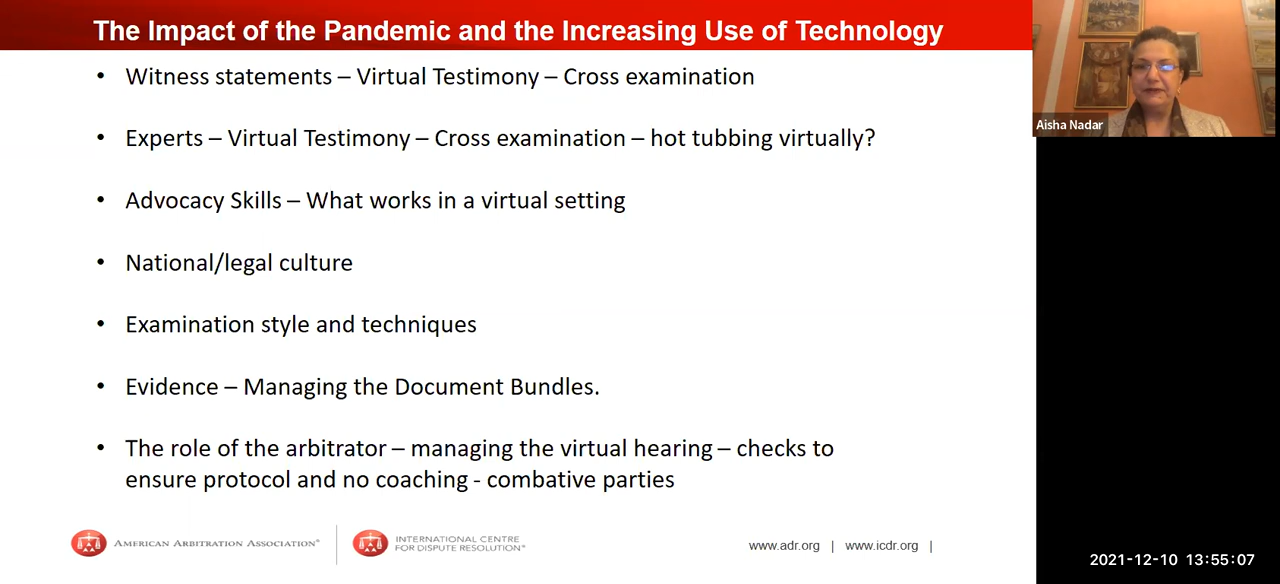 The Impact of the Pandemic and the Increasing Use of Technology
• Witness statements – Virtual Testimony – Cross examination
• Experts – Virtual Testimony – Cross examination – hot tubbing virtually?
• Advocacy Skills – What works in a virtual setting
• National/legal culture
• Examination style and techniques
• Evidence – Managing the Document Bundles.
• The role of the arbitrator – managing the virtual hearing – checks to
ensure protocol and no coaching - combative parties
AMERICAN ARBITRATION ASSOCIATION®
INTERNATIONAL CENTRE
FOR DISPUTE RESOLUTION®
www.adr.org | www.icdr.org |
Aisha Nadar
2021-12-10 13:55:07